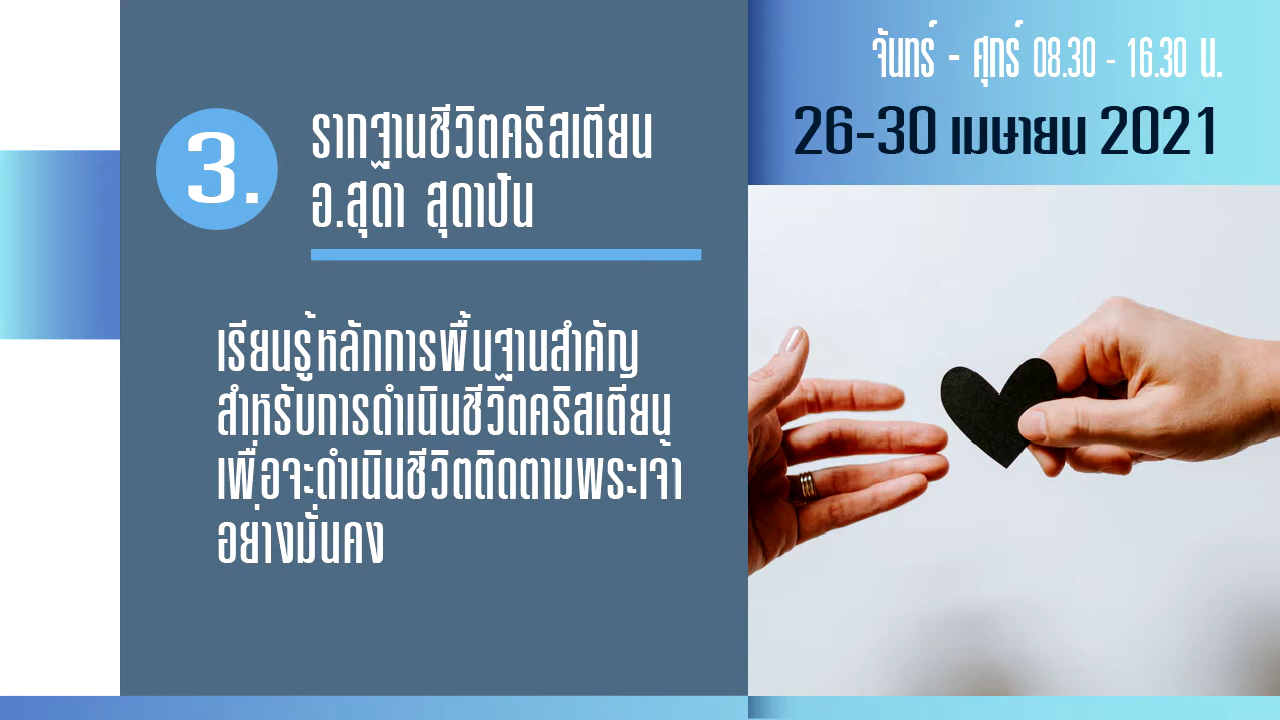 จันทร์ - ศุกร์ 08.30 - 16.30 น.
26-30 เมษายน 2021
3.
รากฐานชีวิตคริสเตียน
อ.สุดา สุดาปัน
เรียนรู้หลักการพื้นฐานสำคัญ
สำหรับการดำเนินชีวิตคริสเตียน
เพื่อจะดำเนินชีวิตติดตามพระเจ้า
อย่างมั่นคง